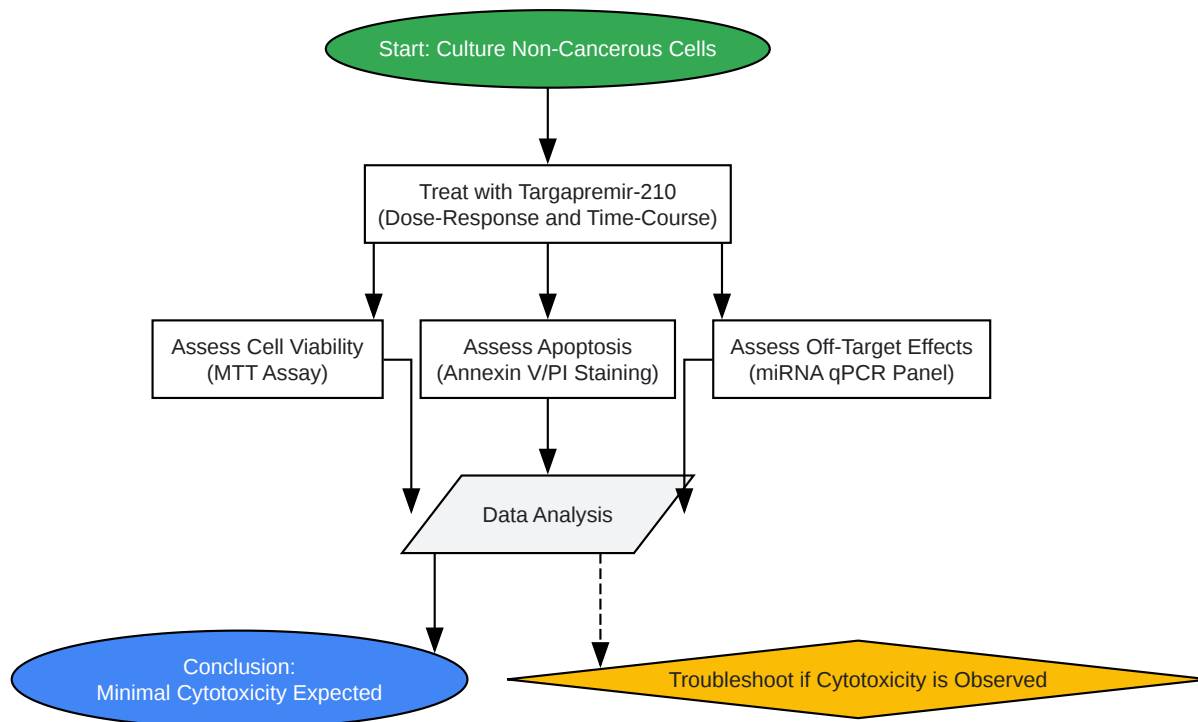 Start: Culture Non-Cancerous Cells
Treat with Targapremir-210
(Dose-Response and Time-Course)
Assess Cell Viability
(MTT Assay)
Assess Apoptosis
(Annexin V/PI Staining)
Assess Off-Target Effects
(miRNA qPCR Panel)
Data Analysis
Conclusion:
Minimal Cytotoxicity Expected
Troubleshoot if Cytotoxicity is Observed